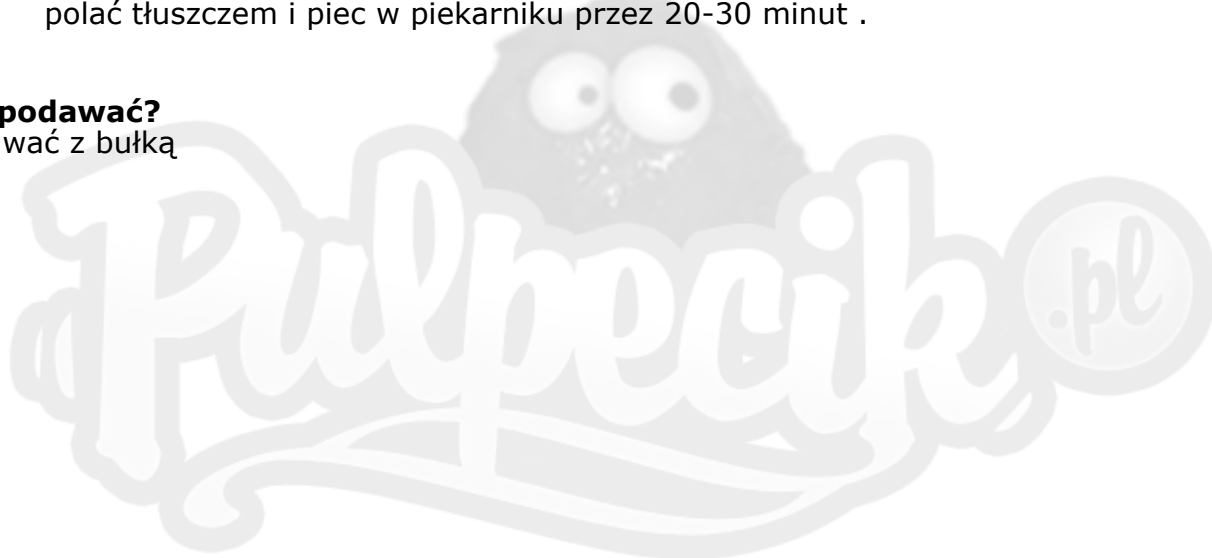 polać tłuszczem i piec w piekarniku przez 20-30 minut .
podawać?
wać z bułką
Pulpecik .pl